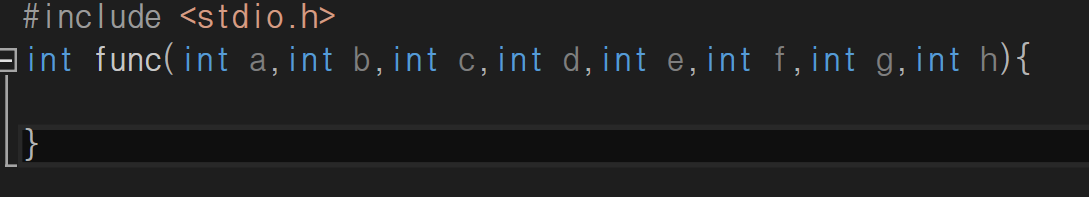 #include <stdio.h>
int func(int a,int b,int c,int d,int e,int f,int g,int h){
}